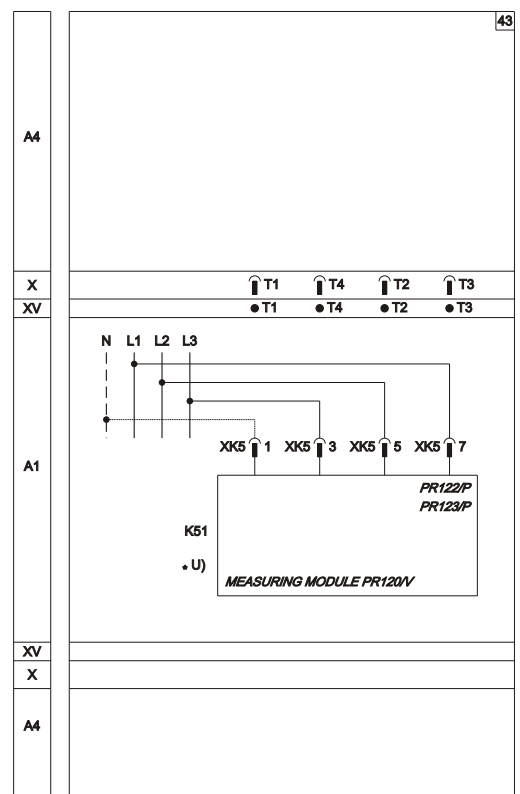 43
A4
X T1 T4 T2 T3
XV T1 T4 T2 T3
N L1 L2 L3
XK5 1 XK5 3 XK5 5 XK5 7
A1
PR122/P
PR123/P
K51
* U)
MEASURING MODULE PR120/V
XV
X
A4